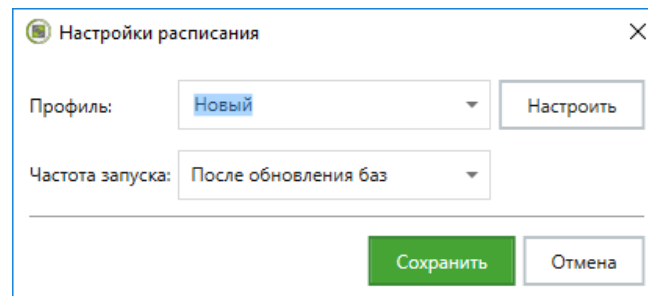 Настройки расписания
Профиль: Новый Настроить
Частота запуска: После обновления баз
Сохранить Отмена